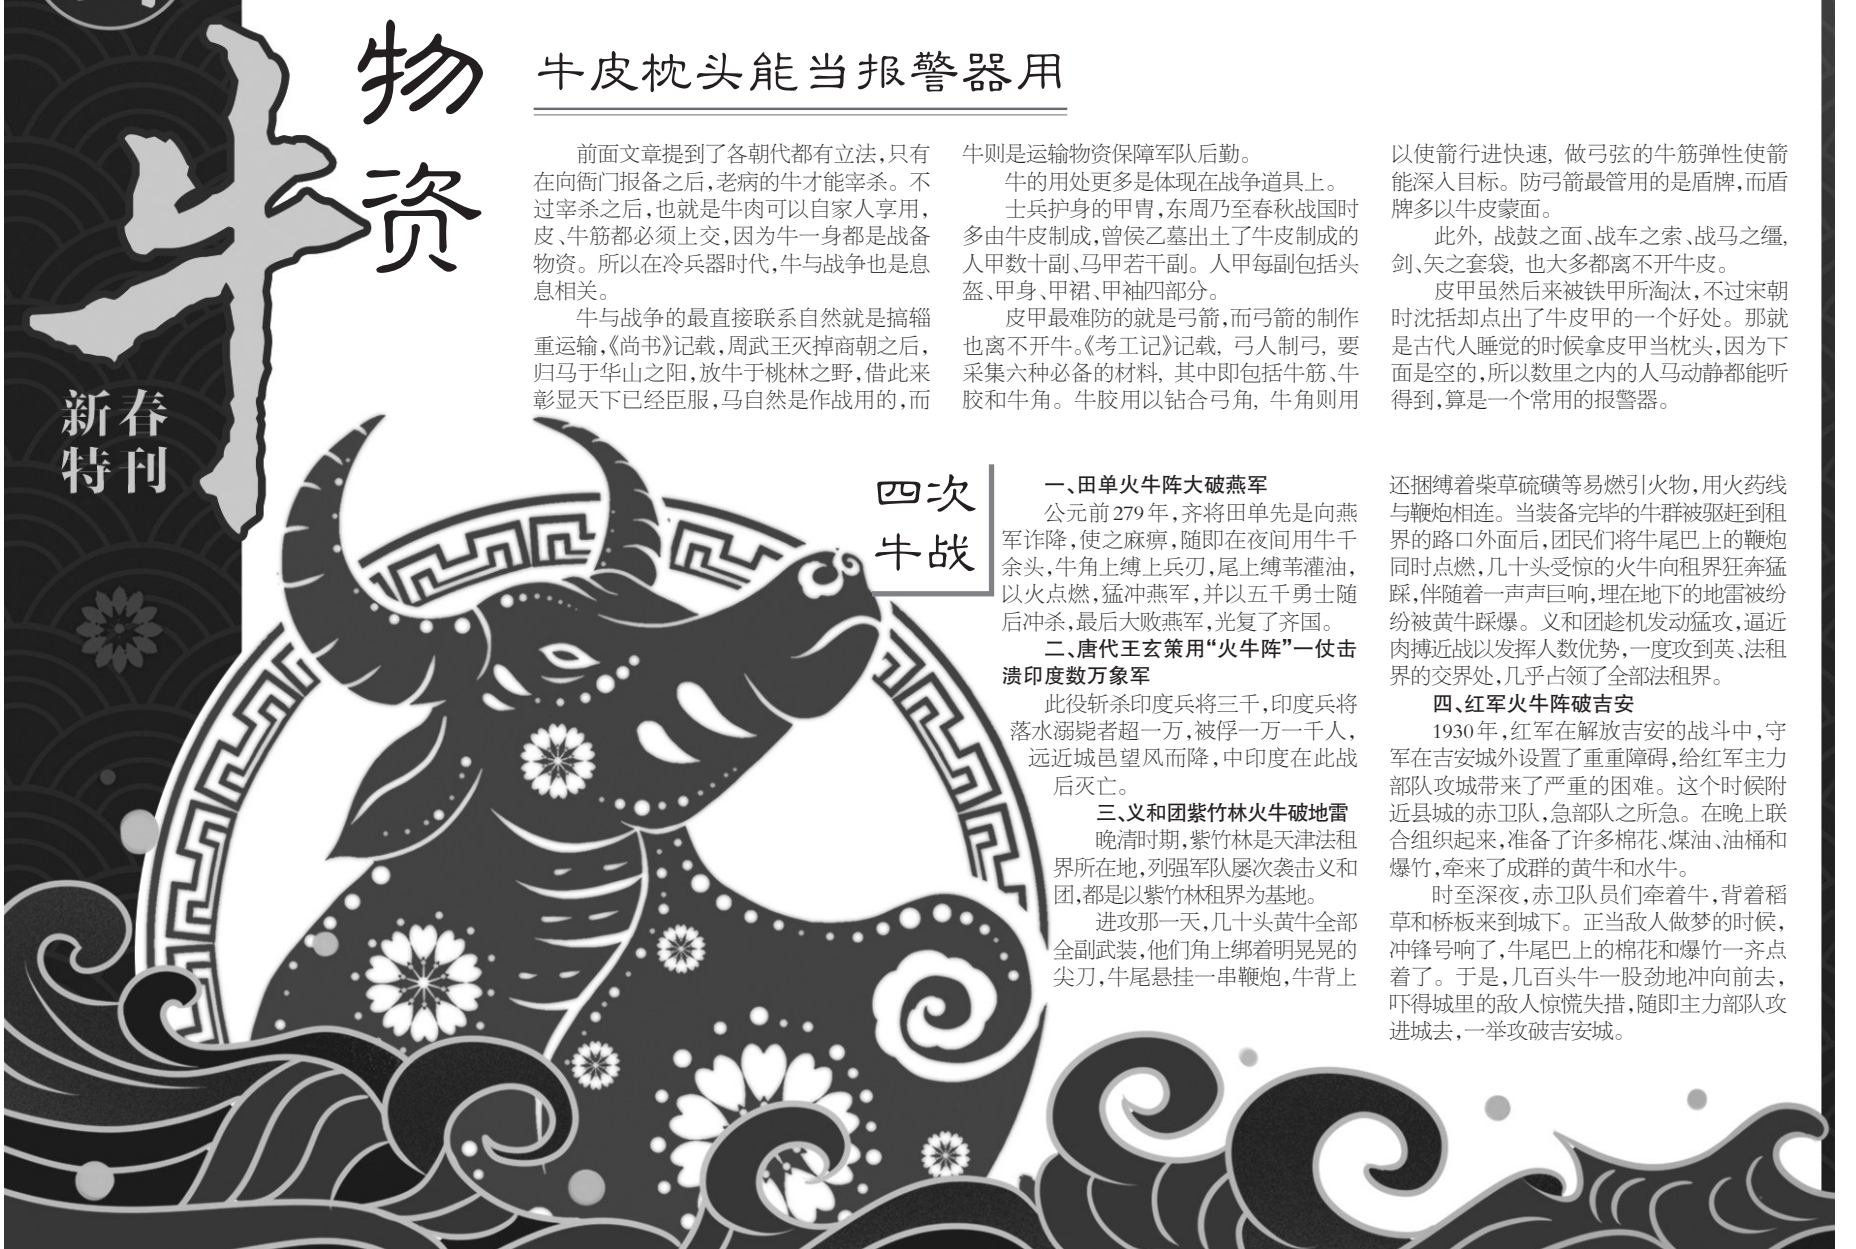 牛
物
资
新春
特刊
牛皮枕头能当报警器用
前面文章提到了各朝代都有立法,只有
在向衙门报备之后,老病的牛才能宰杀。不
过宰杀之后,也就是牛肉可以自家人享用,
皮、牛筋都必须上交,因为牛一身都是战备
物资。所以在冷兵器时代,牛与战争也是息
息相关。
牛与战争的最直接联系自然就是搞辎
重运输,《尚书》记载,周武王灭掉商朝之后,
归马于华山之阳,放牛于桃林之野,借此来
彰显天下已经臣服,马自然是作战用的,而
牛则是运输物资保障军队后勤。
牛的用处更多是体现在战争道具上。
士兵护身的甲胄,东周乃至春秋战国时
多由牛皮制成,曾侯乙墓出土了牛皮制成的
人甲数十副、马甲若干副。人甲每副包括头
盔、甲身、甲裙、甲袖四部分。
皮甲最难防的就是弓箭,而弓箭的制作
也离不开牛。《考工记》记载,弓人制弓,要
采集六种必备的材料,其中即包括牛筋、牛
胶和牛角。牛胶用以钻合弓角,牛角则用
以使箭行进快速,做弓弦的牛筋弹性使箭
能深入目标。防弓箭最管用的是盾牌,而盾
牌多以牛皮蒙面。
此外,战鼓之面、战车之索、战马之缰,
剑、矢之套袋,也大多都离不开牛皮。
皮甲虽然后来被铁甲所淘汰,不过宋朝
时沈括却点出了牛皮甲的一个好处。那就
是古代人睡觉的时候拿皮甲当枕头,因为下
面是空的,所以数里之内的人马动静都能听
得到,算是一个常用的报警器。
四次
牛战
一、田单火牛阵大破燕军
公元前279年,齐将田单先是向燕
军诈降,使之麻痹,随即在夜间用牛千
余头,牛角上缚上兵刃,尾上缚苇灌油,
以火点燃,猛冲燕军,并以五千勇士随
后冲杀,最后大败燕军,光复了齐国。
二、唐代王玄策用“火牛阵”一仗击
溃印度数万象军
此役斩杀印度兵将三千,印度兵将
落水溺毙者超一万,被俘一万一千人,
远近城邑望风而降,中印度在此战
后灭亡。
三、义和团紫竹林火牛破地雷
晚清时期,紫竹林是天津法租
界所在地,列强军队屡次袭击义和
团,都是以紫竹林租界为基地。
进攻那一天,几十头黄牛全部
全副武装,他们角上绑着明晃晃的
尖刀,牛尾悬挂一串鞭炮,牛背上
还捆缚着柴草硫磺等易燃引火物,用火药线
与鞭炮相连。当装备完毕的牛群被驱赶到租
界的路口外面后,团民们将牛尾巴上的鞭炮
同时点燃,几十头受惊的火牛向租界狂奔猛
踩,伴随着一声声巨响,埋在地下的地雷被纷
纷被黄牛踩爆。义和团趁机发动猛攻,逼近
肉搏近战以发挥人数优势,一度攻到英、法租
界的交界处,几乎占领了全部法租界。
四、红军火牛阵破吉安
1930年,红军在解放吉安的战斗中,守
军在吉安城外设置了重重障碍,给红军主力
部队攻城带来了严重的困难。这个时候附
近县城的赤卫队,急部队之所急。在晚上联
合组织起来,准备了许多棉花、煤油、油桶和
爆竹,牵来了成群的黄牛和水牛。
时至深夜,赤卫队员们牵着牛,背着稻
草和桥板来到城下。正当敌人做梦的时候,
冲锋号响了,牛尾巴上的棉花和爆竹一齐点
着了。于是,几百头牛一股劲地冲向前去,
吓得城里的敌人惊慌失措,随即主力部队攻
进城去,一举攻破吉安城。